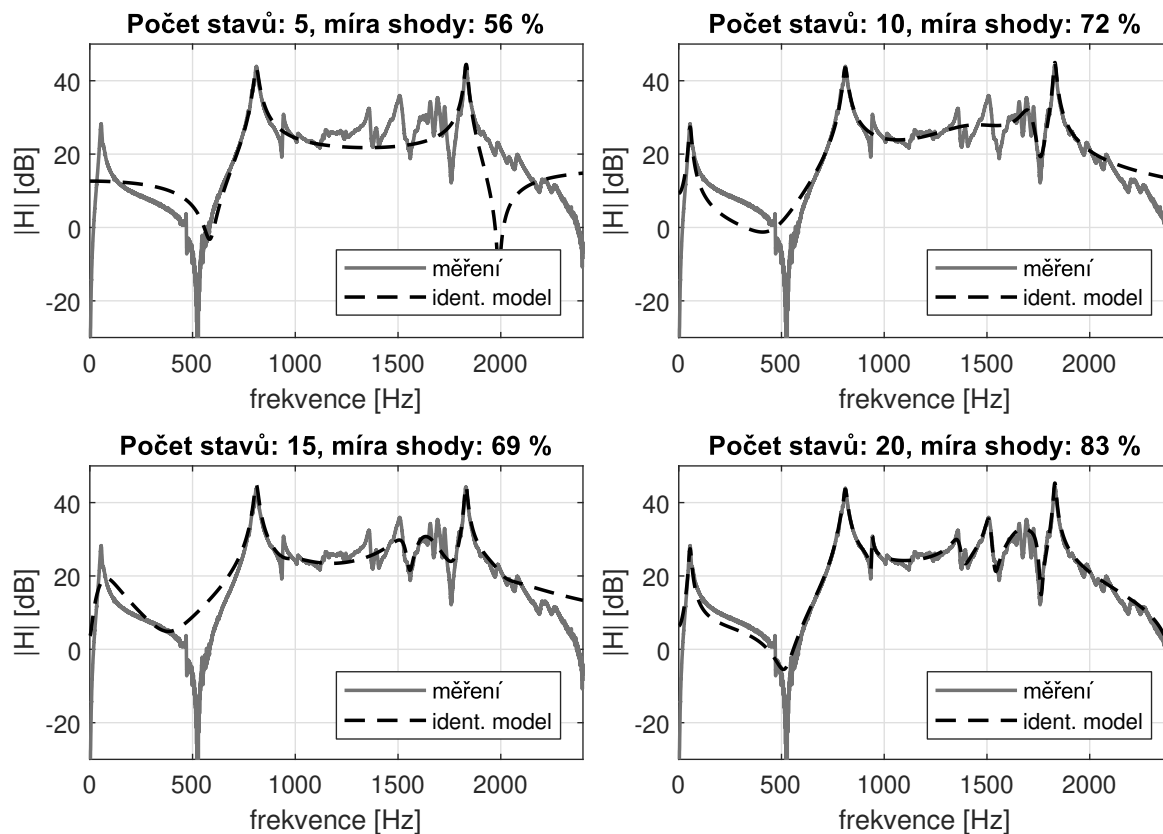 Počet stavů: 5, míra shody: 56 %
|H| [dB]
40
20
0
-20
měření
ident. model
0 500 1000 1500 2000
frekvence [Hz]
Počet stavů: 10, míra shody: 72 %
|H| [dB]
40
20
0
-20
měření
ident. model
0 500 1000 1500 2000
frekvence [Hz]
Počet stavů: 15, míra shody: 69 %
|H| [dB]
40
20
0
-20
měření
ident. model
0 500 1000 1500 2000
frekvence [Hz]
Počet stavů: 20, míra shody: 83 %
|H| [dB]
40
20
0
-20
měření
ident. model
0 500 1000 1500 2000
frekvence [Hz]